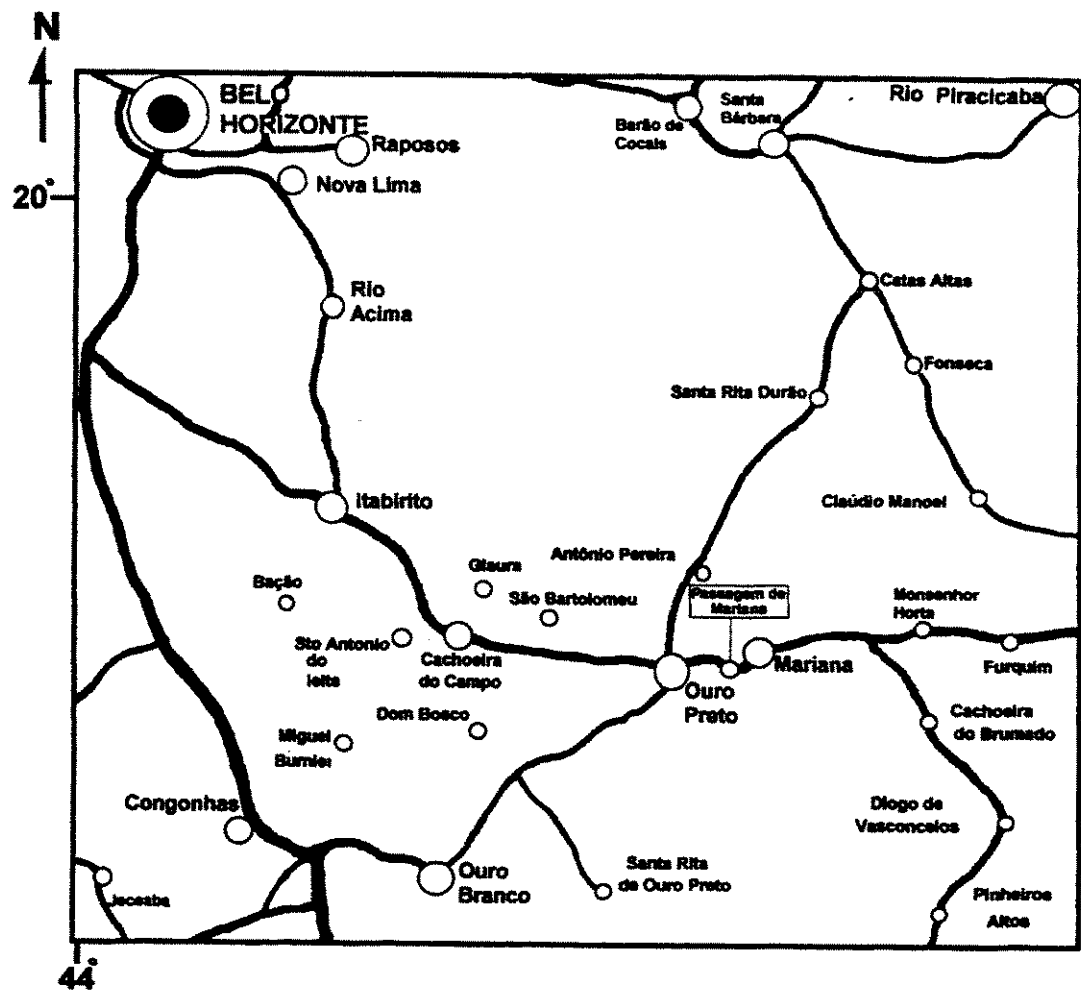 N
BEL
HORIZONTE
Raposos
Nova Lima
Barão de
Cocais
Santa
Bárbara
Rio Piracicaba
20°
Rio
Acima
Catas Altas
Fonseca
Santa Rita Durão
Itabirito
Claúdio Manoel
Antônio Pereira
Glaura
Bação
São Bartolomeu
Passagem de
Mariana
Monsenhor
Horta
Sto Antonio
do
leite
Cachoeira
do Campo
Mariana
Furquim
Ouro
Preto
Dom Bosco
Cachoeira
do Brumado
Miguel
Burnier
Congonhas
Diogo de
Vasconcelos
Ouro
Branco
Santa Rita
de Ouro Preto
Jeceaba
Pinheiros
Altos
44°